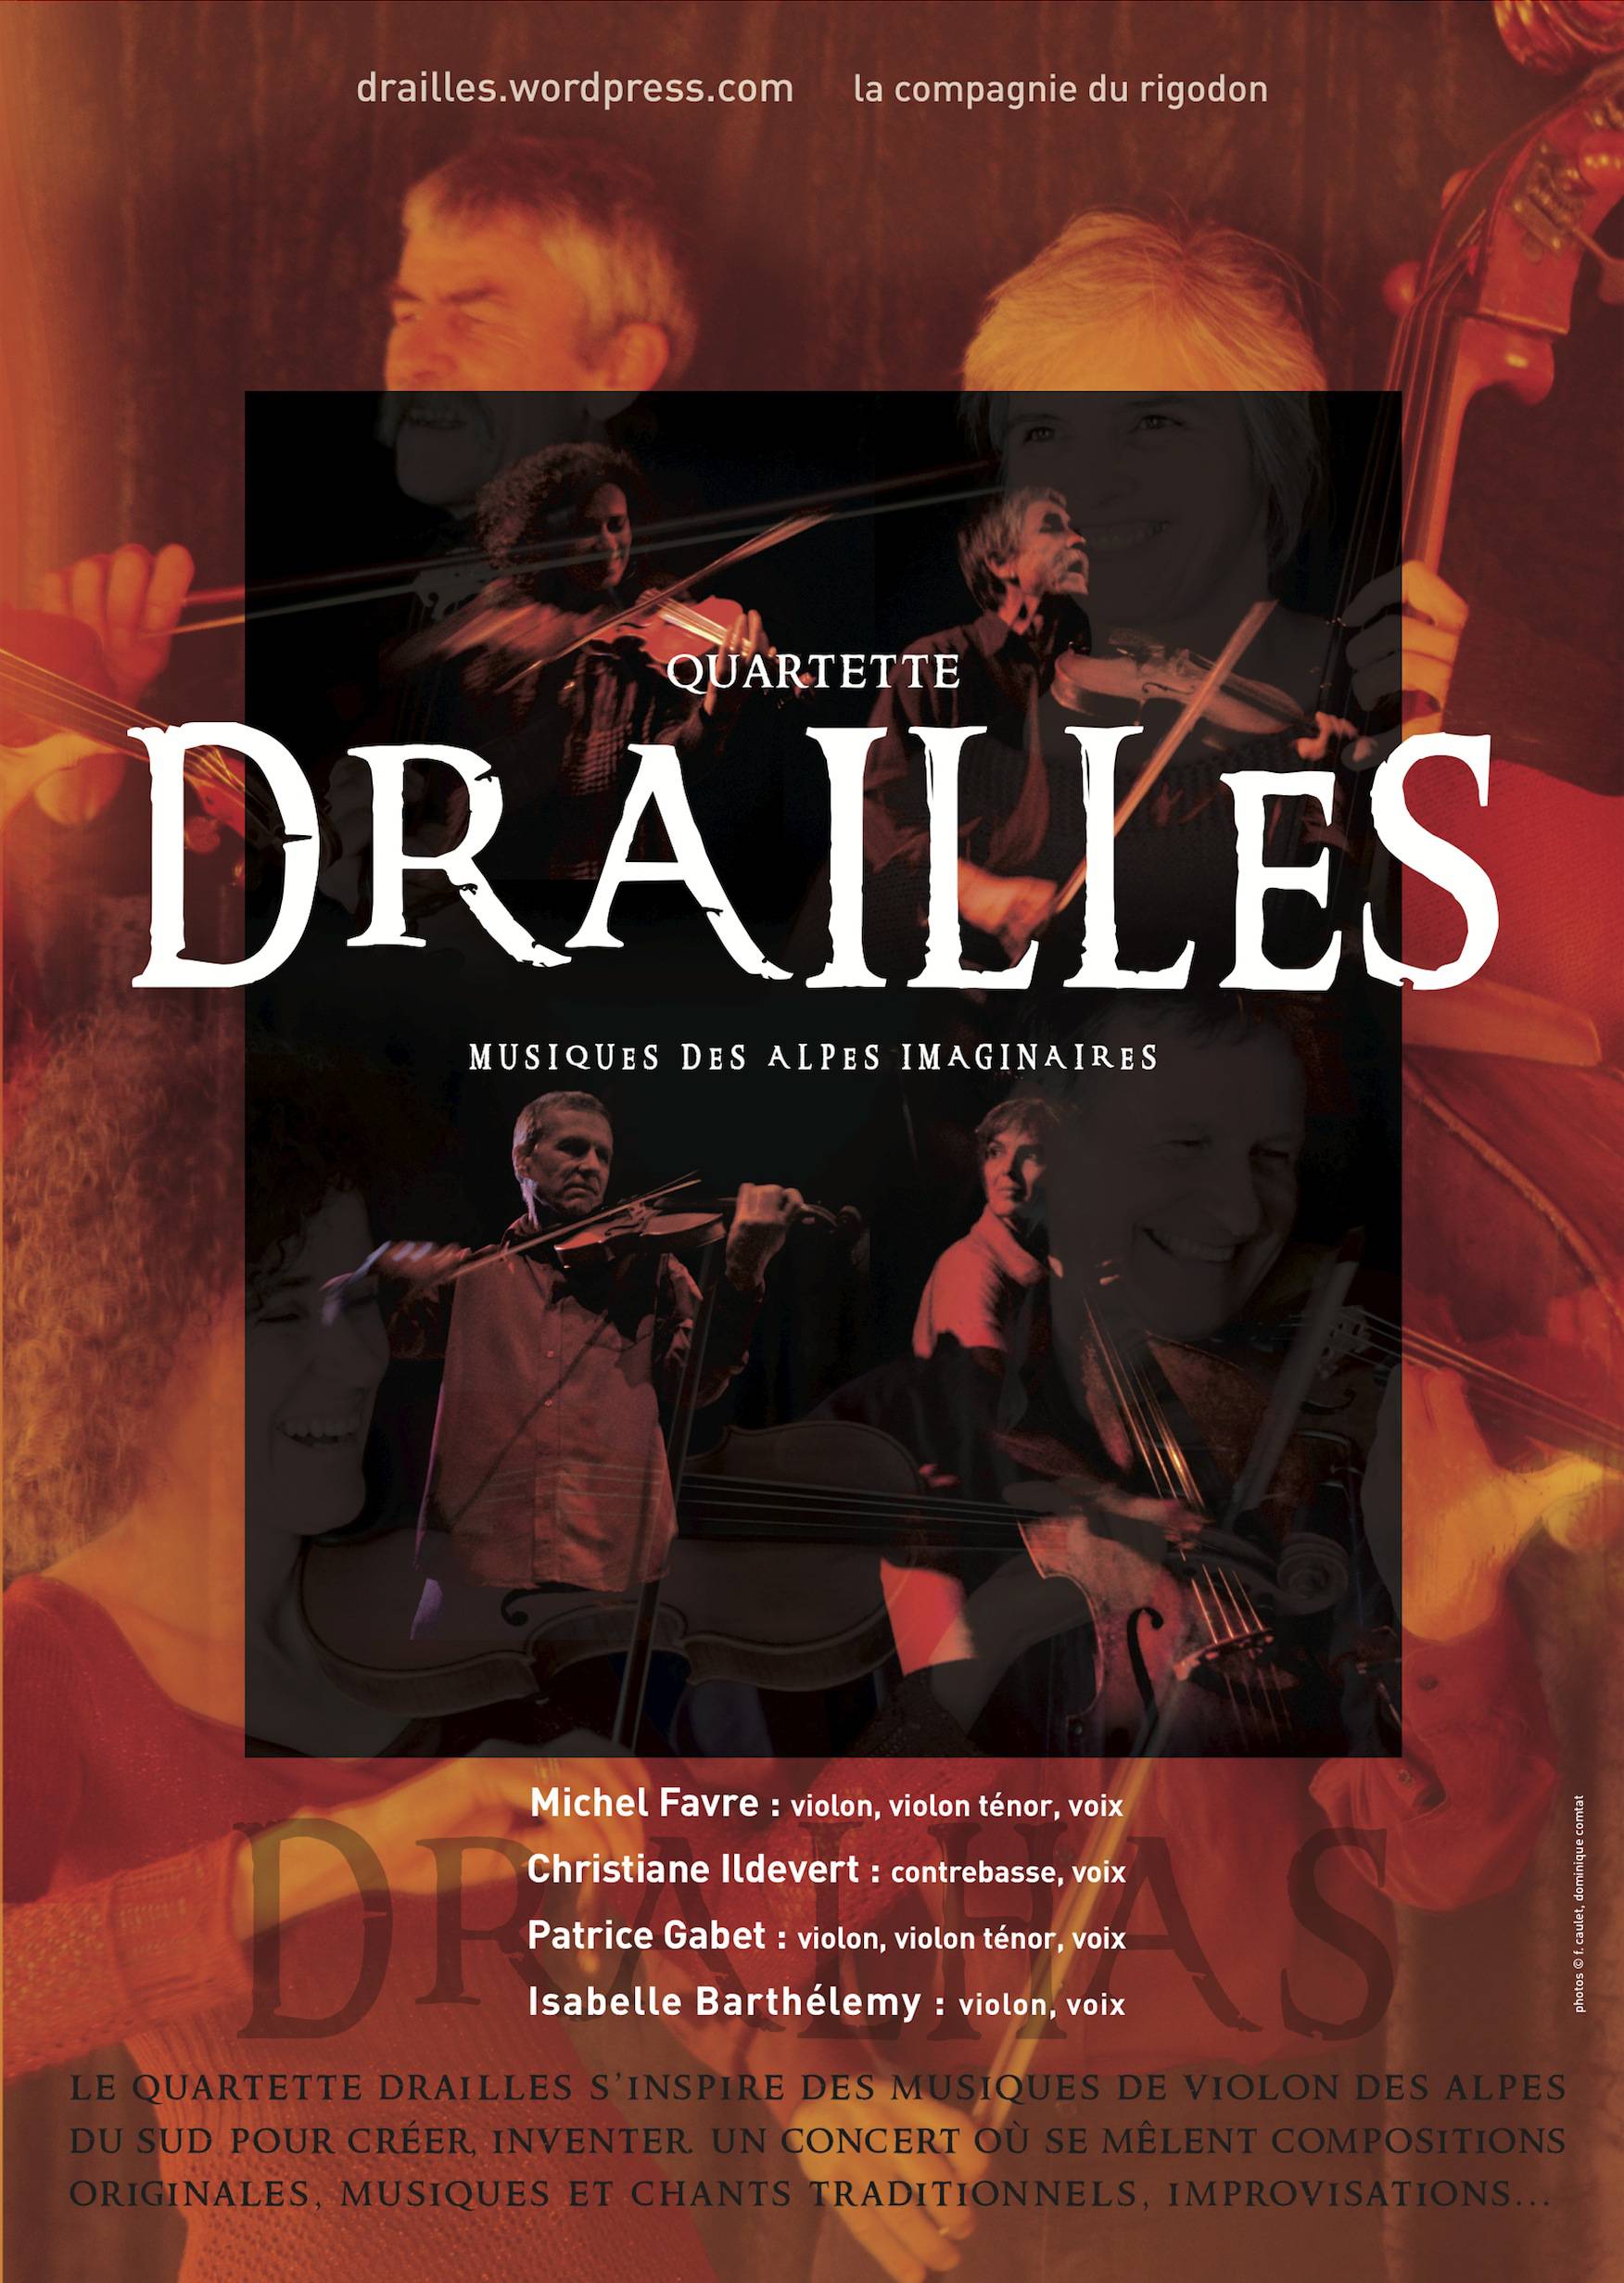 drailles.wordpress.com la compagnie du rigodon
QUARTETTE
DRAILLES
MUSIQUES DES ALPES IMAGINAIRES
Michel Favre : violon, violon ténor, voix
Christiane Ildevert : contrebasse, voix
Patrice Gabet : violon, violon ténor, voix
Isabelle Barthélemy : violon, voix
DRALHAS
LE QUARTETTE DRAILLES S'INSPIRE DES MUSIQUES DE VIOLON DES ALPES
DU SUD POUR CRÉER, INVENTER UN CONCERT OÙ SE MÊLENT COMPOSITIONS
ORIGINALES, MUSIQUES ET CHANTS TRADITIONNELS, IMPROVISATIONS...
photos © f. caulet, dominique comtat